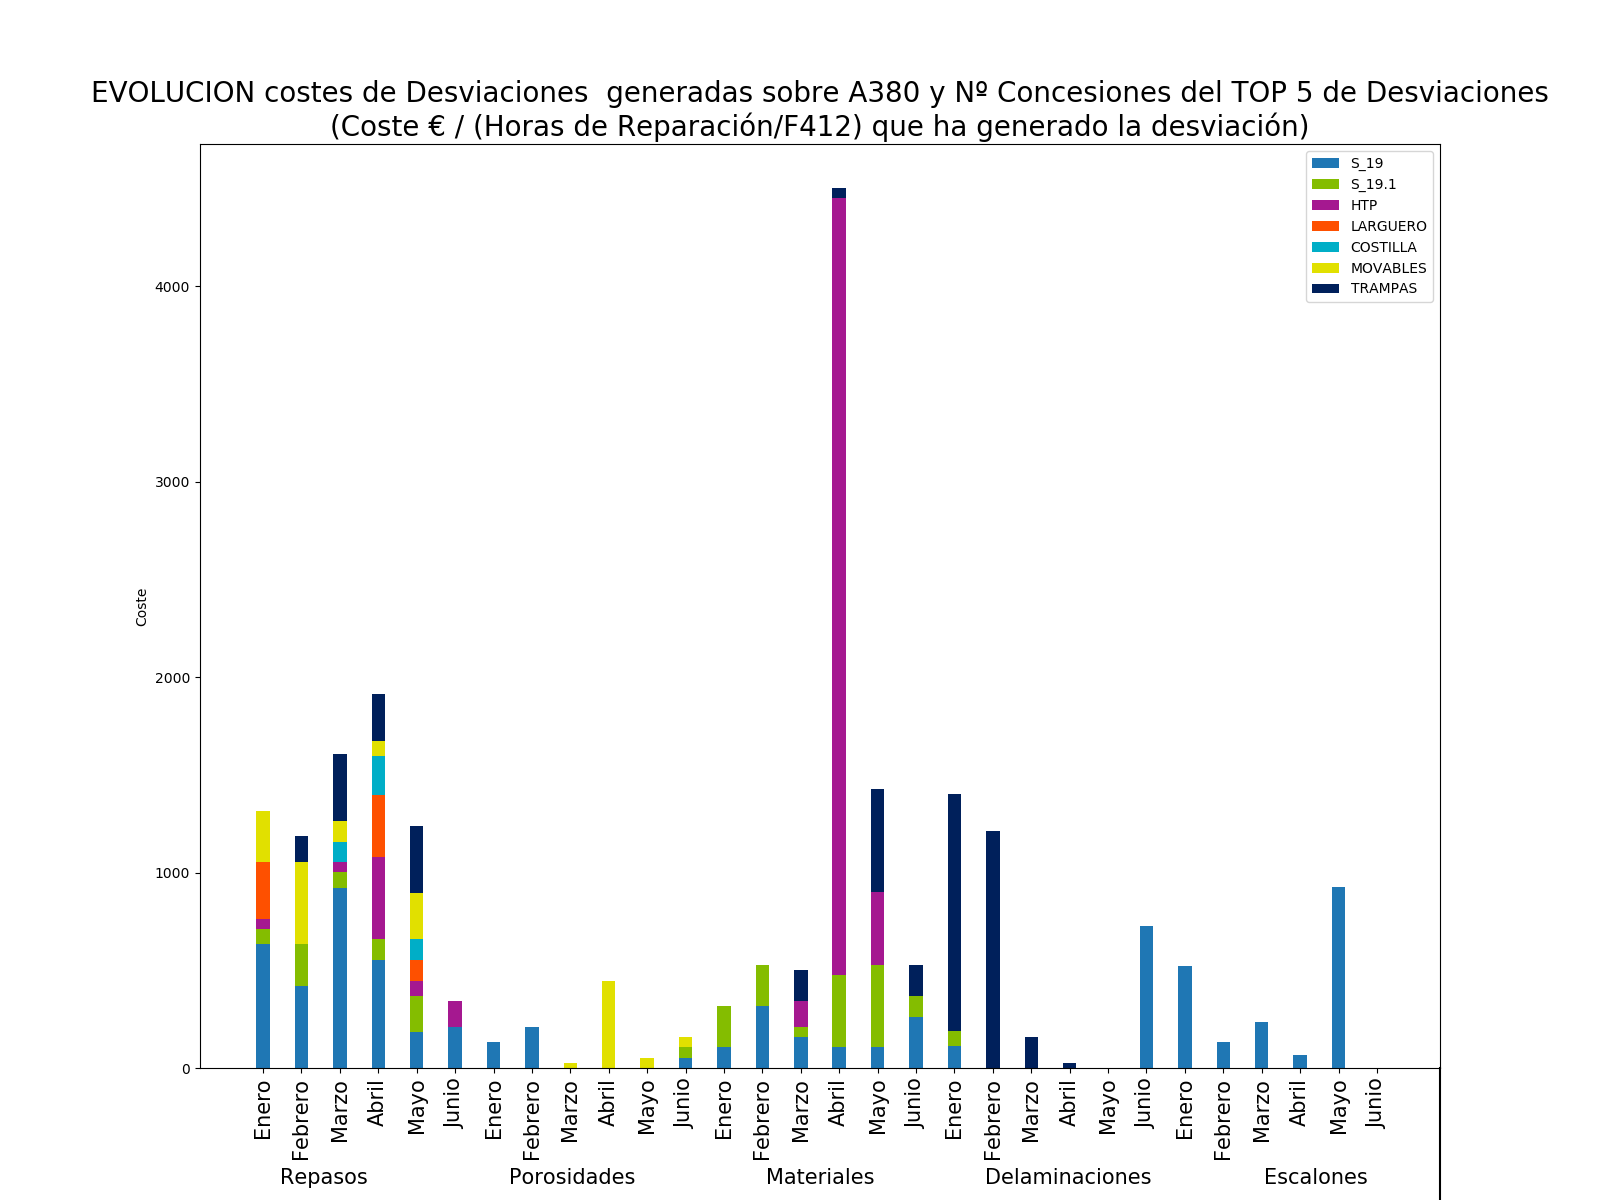 EVOLUCION costes de Desviaciones  generadas sobre A380 y Nº Concesiones del TOP 5 de Desviaciones
(Coste € / (Horas de Reparación/F412) que ha generado la desviación)
S_19
S_19.1
HTP
LARGUERO
COSTILLA
MOVABLES
TRAMPAS
4000
3000
2000
1000
0
Coste
Enero
Febrero
Marzo
Abril
Mayo
Junio
Enero
Febrero
Marzo
Abril
Mayo
Junio
Enero
Febrero
Marzo
Abril
Mayo
Junio
Enero
Febrero
Marzo
Abril
Mayo
Junio
Enero
Febrero
Marzo
Abril
Mayo
Junio
Repasos
Porosidades
Materiales
Delaminaciones
Escalones